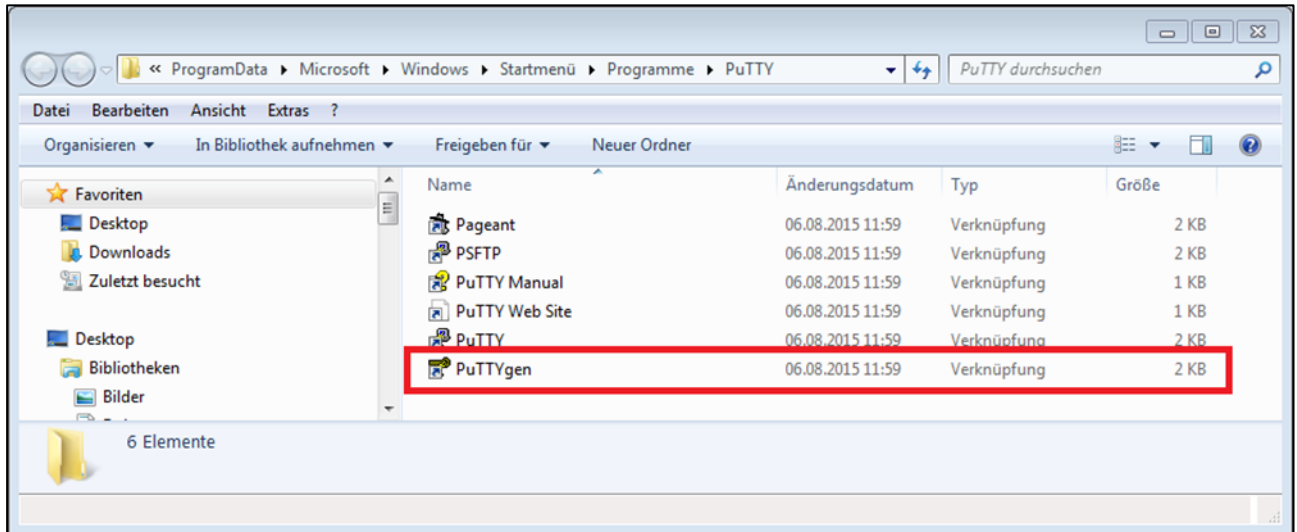 « ProgramData ▸ Microsoft ▸ Windows ▸ Startmenü ▸ Programme ▸ PuTTY PuTTY durchsuchen
Datei Bearbeiten Ansicht Extras ?
Organisieren ▾ In Bibliothek aufnehmen ▾ Freigeben für ▾ Neuer Ordner
Favoriten
Desktop
Downloads
Zuletzt besucht
Desktop
Bibliotheken
Bilder
Name Änderungsdatum Typ Größe
Pageant 06.08.2015 11:59 Verknüpfung 2 KB
PSFTP 06.08.2015 11:59 Verknüpfung 2 KB
PuTTY Manual 06.08.2015 11:59 Verknüpfung 1 KB
PuTTY Web Site 06.08.2015 11:59 Verknüpfung 1 KB
PuTTY 06.08.2015 11:59 Verknüpfung 2 KB
PuTTYgen 06.08.2015 11:59 Verknüpfung 2 KB
6 Elemente